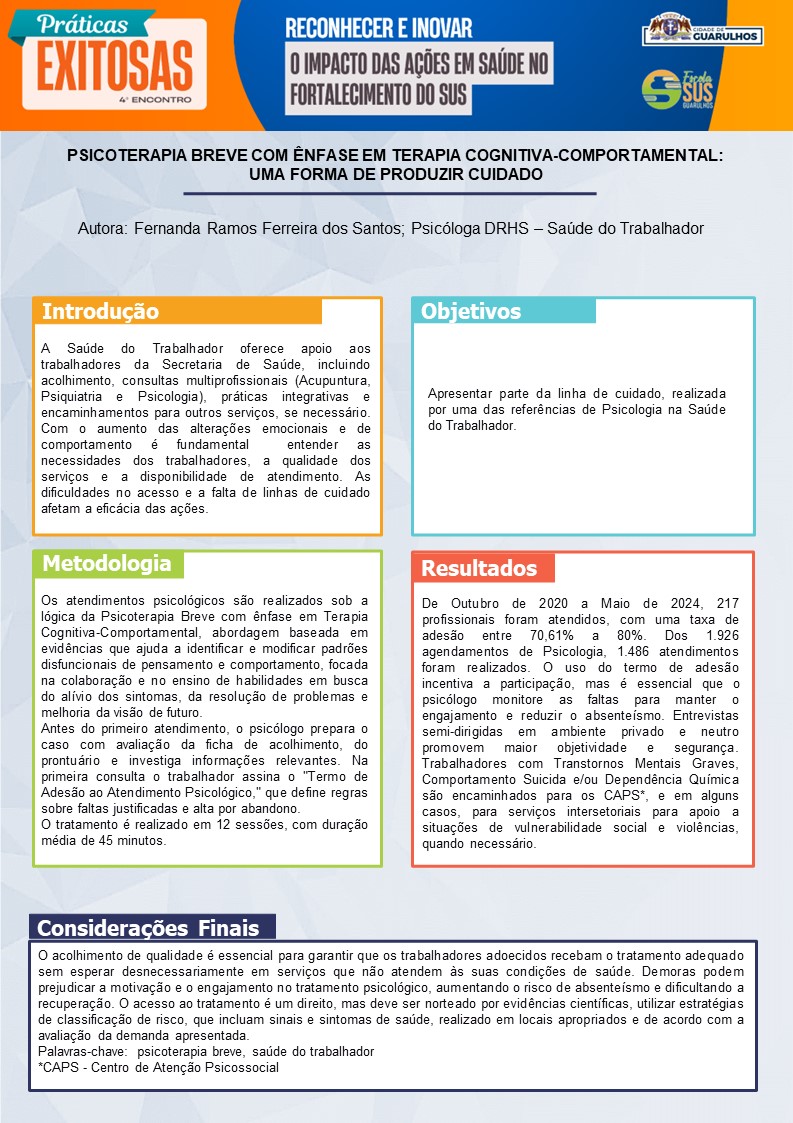 Práticas
EXITOSAS
4º ENCONTRO
RECONHECER E INOVAR
O IMPACTO DAS AÇÕES EM SAÚDE NO
FORTALECIMENTO DO SUS
CIDADE DE
GUARULHOS
Escola
SUS
GUARULHOS
PSICOTERAPIA BREVE COM ÊNFASE EM TERAPIA COGNITIVA-COMPORTAMENTAL:
UMA FORMA DE PRODUZIR CUIDADO
Autora: Fernanda Ramos Ferreira dos Santos; Psicóloga DRHS – Saúde do Trabalhador
Introdução
A Saúde do Trabalhador oferece apoio aos
trabalhadores da Secretaria de Saúde, incluindo
acolhimento, consultas multiprofissionais (Acupuntura,
Psiquiatria e Psicologia), práticas integrativas e
encaminhamentos para outros serviços, se necessário.
Com o aumento das alterações emocionais e de
comportamento é fundamental entender as
necessidades dos trabalhadores, a qualidade dos
serviços e a disponibilidade de atendimento. As
dificuldades no acesso e a falta de linhas de cuidado
afetam a eficácia das ações.
Objetivos
Apresentar parte da linha de cuidado, realizada
por uma das referências de Psicologia na Saúde
do Trabalhador.
Metodologia
Os atendimentos psicológicos são realizados sob a
lógica da Psicoterapia Breve com ênfase em Terapia
Cognitiva-Comportamental, abordagem baseada em
evidências que ajuda a identificar e modificar padrões
disfuncionais de pensamento e comportamento, focada
na colaboração e no ensino de habilidades em busca
do alívio dos sintomas, da resolução de problemas e
melhoria da visão de futuro.
Antes do primeiro atendimento, o psicólogo prepara o
caso com avaliação da ficha de acolhimento, do
prontuário e investiga informações relevantes. Na
primeira consulta o trabalhador assina o "Termo de
Adesão ao Atendimento Psicológico," que define regras
sobre faltas justificadas e alta por abandono.
O tratamento é realizado em 12 sessões, com duração
média de 45 minutos.
Resultados
De Outubro de 2020 a Maio de 2024, 217
profissionais foram atendidos, com uma taxa de
adesão entre 70,61% a 80%. Dos 1.926
agendamentos de Psicologia, 1.486 atendimentos
foram realizados. O uso do termo de adesão
incentiva a participação, mas é essencial que o
psicólogo monitore as faltas para manter o
engajamento e reduzir o absenteísmo. Entrevistas
semi-dirigidas em ambiente privado e neutro
promovem maior objetividade e segurança.
Trabalhadores com Transtornos Mentais Graves,
Comportamento Suicida e/ou Dependência Química
são encaminhados para os CAPS*, e em alguns
casos, para serviços intersetoriais para apoio a
situações de vulnerabilidade social e violências,
quando necessário.
Considerações Finais
O acolhimento de qualidade é essencial para garantir que os trabalhadores adoecidos recebam o tratamento adequado
sem esperar desnecessariamente em serviços que não atendem às suas condições de saúde. Demoras podem
prejudicar a motivação e o engajamento no tratamento psicológico, aumentando o risco de absenteísmo e dificultando a
recuperação. O acesso ao tratamento é um direito, mas deve ser norteado por evidências científicas, utilizar estratégias
de classificação de risco, que incluam sinais e sintomas de saúde, realizado em locais apropriados e de acordo com a
avaliação da demanda apresentada.
Palavras-chave: psicoterapia breve, saúde do trabalhador
*CAPS - Centro de Atenção Psicossocial